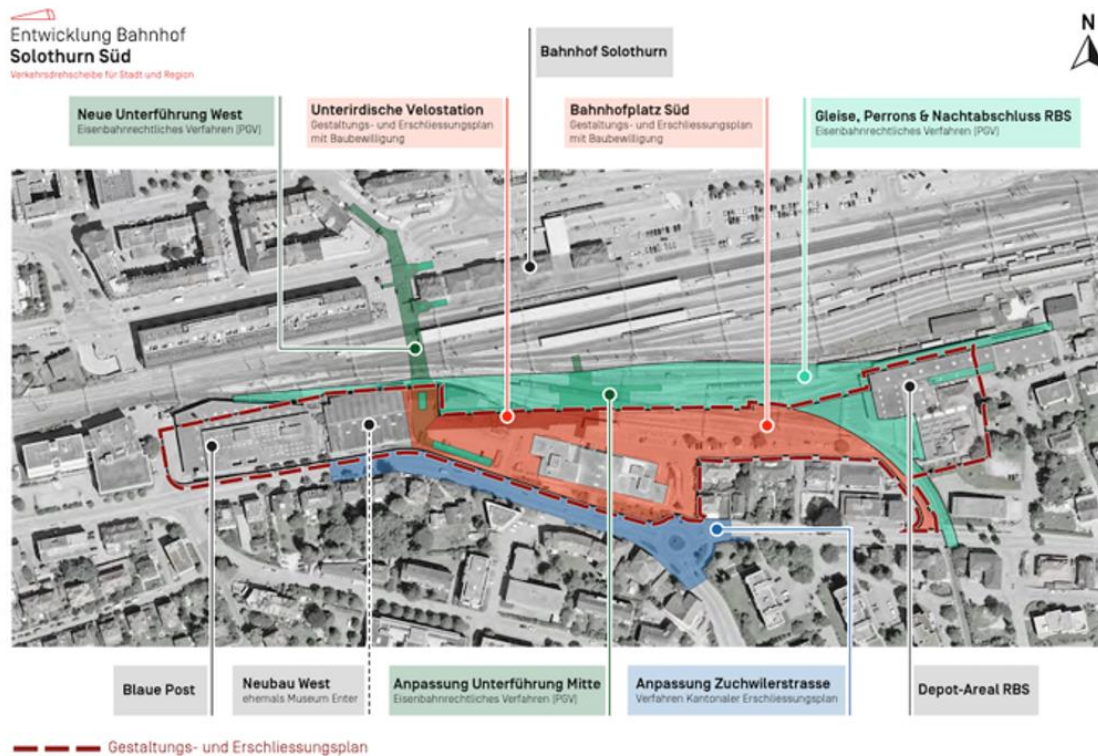 Entwicklung Bahnhof
Solothurn Süd
Verkehrsdrehscheibe für Stadt und Region
N
Bahnhof Solothurn
Neue Unterführung West
Eisenbahnrechtliches Verfahren (PGV)
Unterirdische Velostation
Gestaltungs- und Erschliessungsplan
mit Baubewilligung
Bahnhofplatz Süd
Gestaltungs- und Erschliessungsplan
mit Baubewilligung
Gleise, Perrons & Nachtabschluss RBS
Eisenbahnrechtliches Verfahren (PGV)
Blaue Post
Neubau West
ehemals Museum Enter
Anpassung Unterführung Mitte
Eisenbahnrechtliches Verfahren (PGV)
Anpassung Zuchwilerstrasse
Verfahren Kantonaler Erschliessungsplan
Depot-Areal RBS
Gestaltungs- und Erschliessungsplan